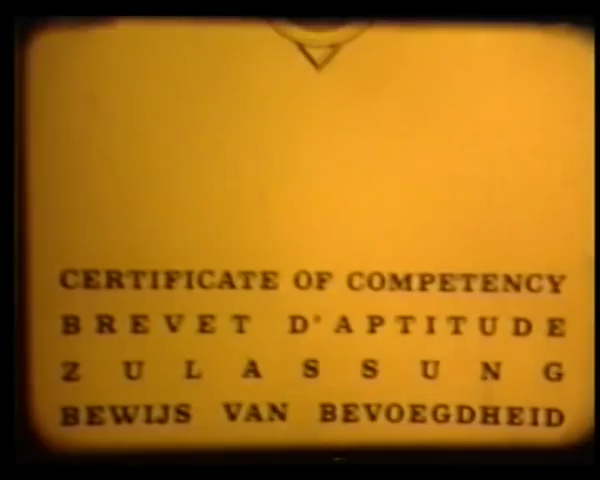 CERTIFICATE OF COMPETENCY
BREVET D'APTITUDE
ZULASSUNG
BEWIJS VAN BEVOEGDHEID